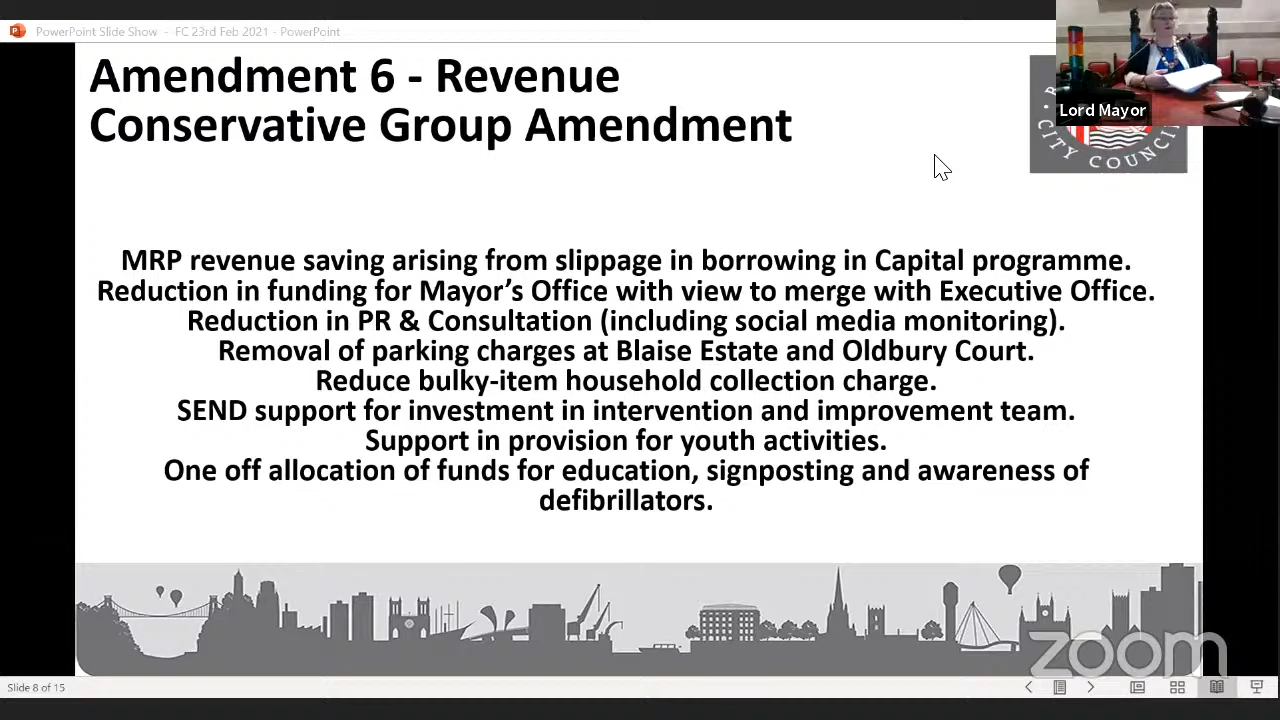 PowerPoint Slide Show - FC 23rd Feb 2021 - PowerPoint
Amendment 6 - Revenue
Conservative Group Amendment
Lord Mayor
CITY COUNCI
MRP revenue saving arising from slippage in borrowing in Capital programme.
Reduction in funding for Mayor’s Office with view to merge with Executive Office.
Reduction in PR & Consultation (including social media monitoring).
Removal of parking charges at Blaise Estate and Oldbury Court.
Reduce bulky-item household collection charge.
SEND support for investment in intervention and improvement team.
Support in provision for youth activities.
One off allocation of funds for education, signposting and awareness of
defibrillators.
zoom
Slide 8 of 15